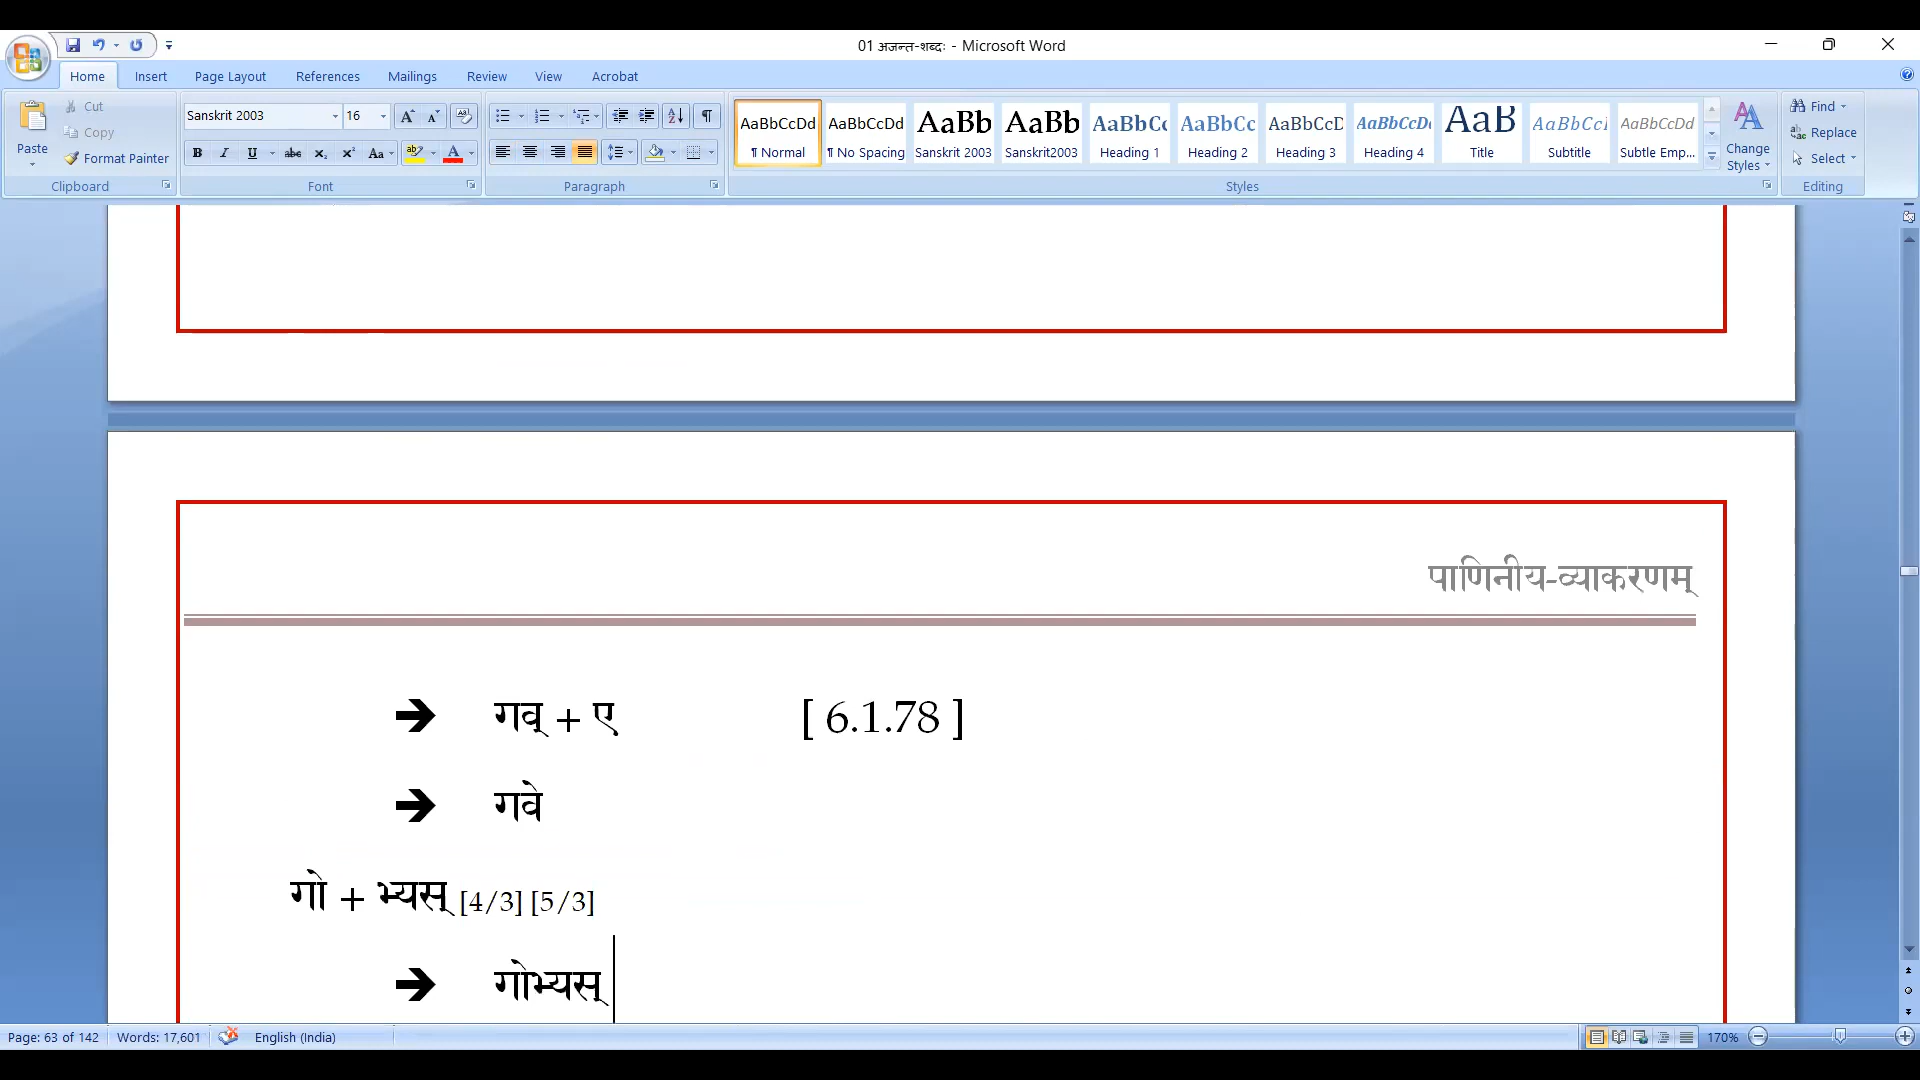 01 अजन्त-शब्दः - Microsoft Word
Home Insert Page Layout References Mailings Review View Acrobat
Paste
Cut
Copy
Format Painter
Clipboard
Sanskrit 2003 16
Font
Paragraph
AaBbCcDd AaBbCcDd AaBb AaBb AaBbCc AaBbCc AaBbCcD AaBbCcDc AaB AaBbCcI AaBbCcDd
¶ Normal ¶ No Spacing Sanskrit 2003 Sanskrit2003 Heading 1 Heading 2 Heading 3 Heading 4 Title Subtitle Subtle Emp...
Styles
Change Styles
Find
Replace
Select
Editing
पाणिनीय-व्याकरणम्
➔ गव् + ए [ 6.1.78 ]
➔ गवे
गो + भ्यस् [4/3] [5/3]
➔ गोभ्यस्
Page: 63 of 142 Words: 17,601 English (India) 170%